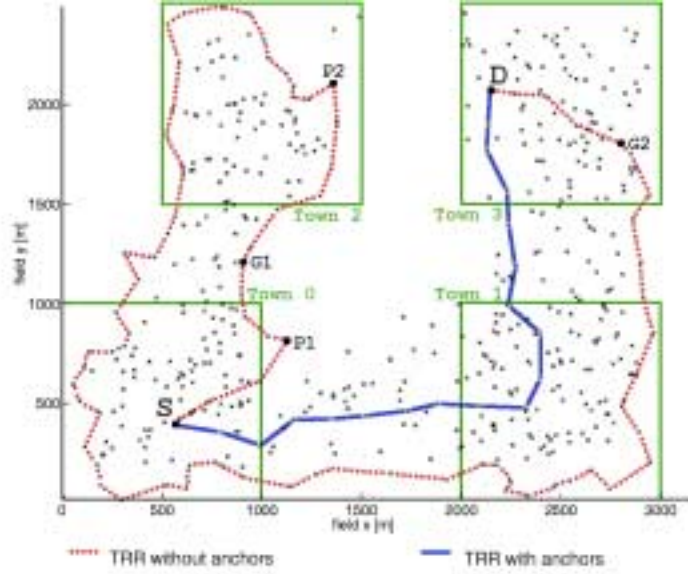 P2
D
2000
G2
1500
Town 2
Town 3
field y [m]
G1
Town 0
Town 1
1000
P1
S
500
0
500
1000
1500
2000
2500
3000
field x [m]
TRR without anchors
TRR with anchors